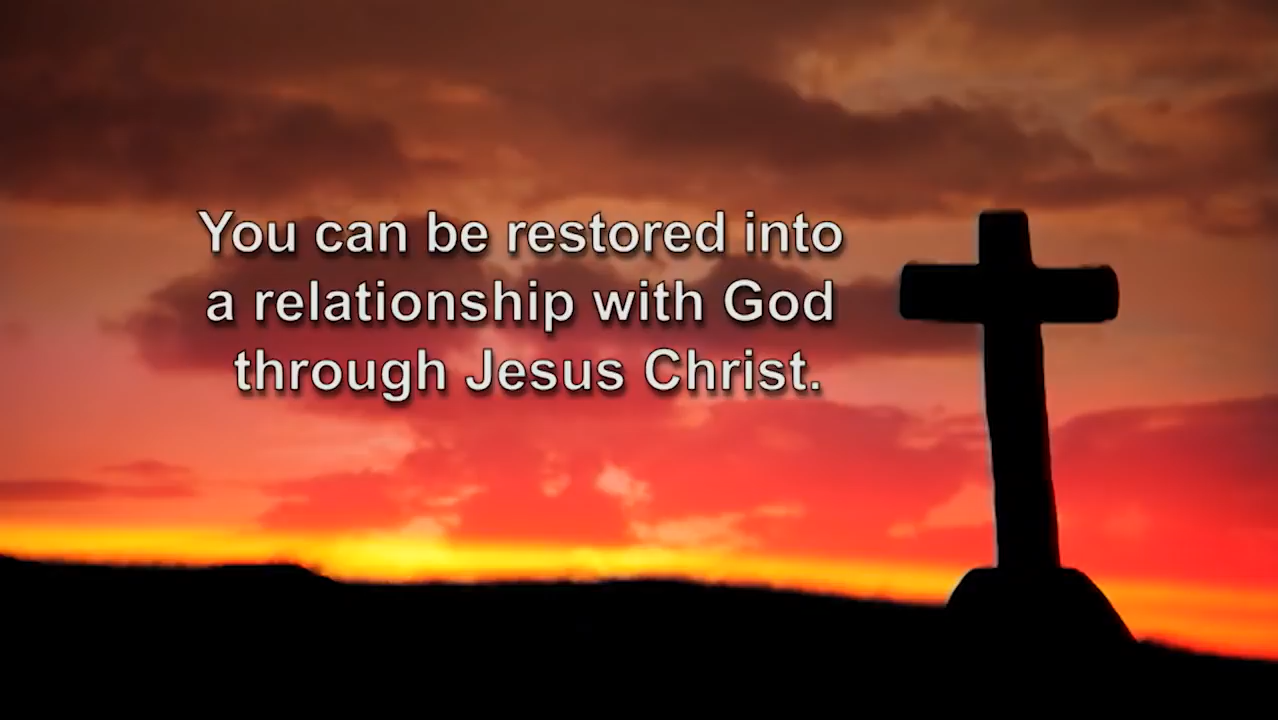 You can be restored into
a relationship with God
through Jesus Christ.